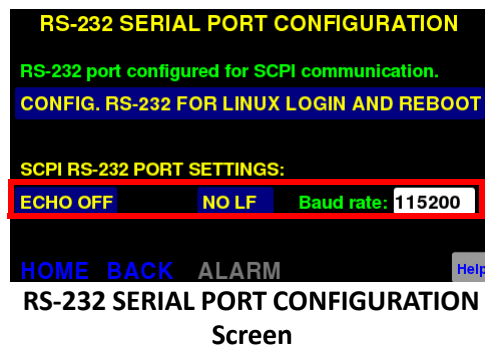 RS-232 SERIAL PORT CONFIGURATION
RS-232 port configured for SCPI communication.
CONFIG. RS-232 FOR LINUX LOGIN AND REBOOT
SCPI RS-232 PORT SETTINGS:
ECHO OFF NO LF Baud rate: 115200
HOME BACK ALARM Help
RS-232 SERIAL PORT CONFIGURATION
Screen